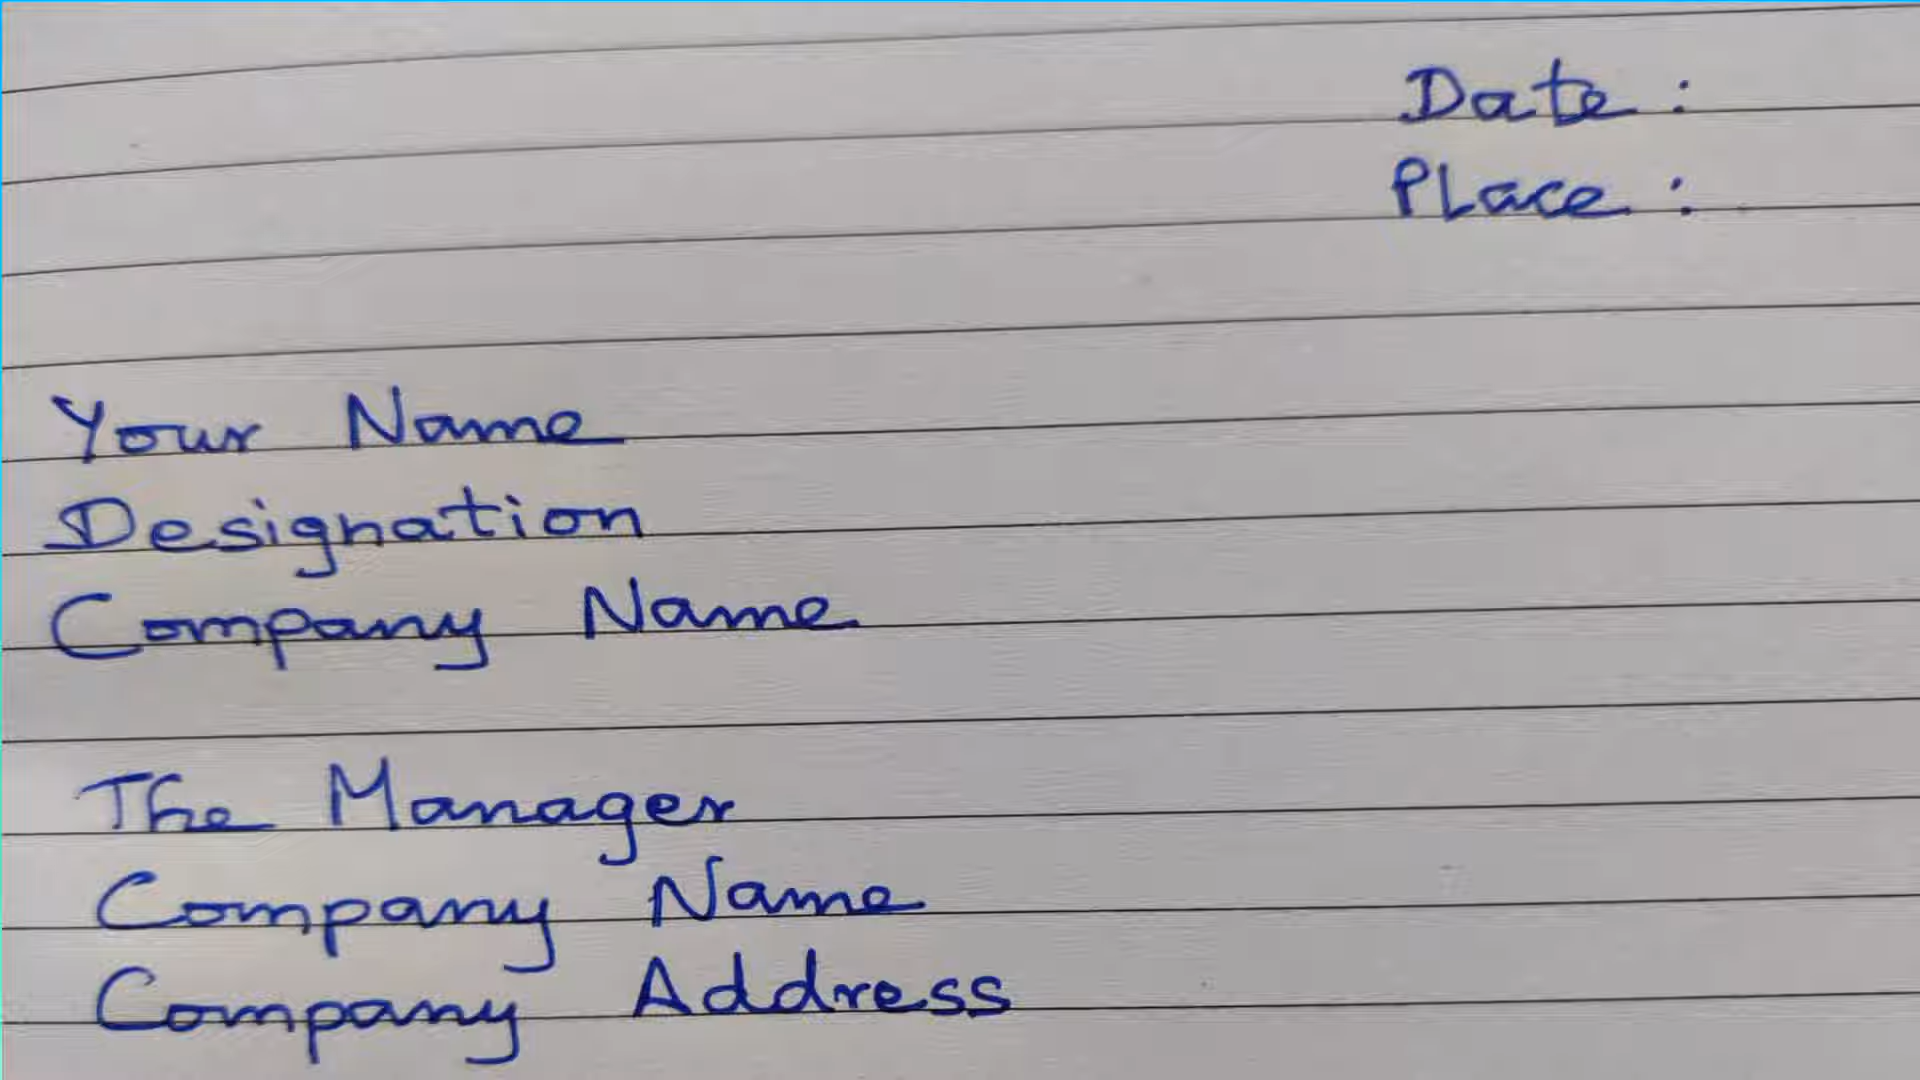 Date :
Place :
Your Name
Designation
Company Name
The Manager
Company Name
Company Address